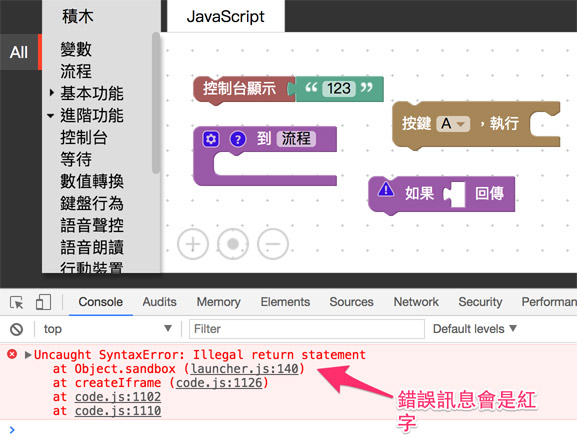 積木
JavaScript
All
變數
流程
基本功能
進階功能
控制台
等待
數值轉換
鍵盤行為
語音聲控
語音朗讀
行動裝置
控制台顯示 “ 123 ”
按鍵 A ，執行
? 到 流程
如果 回傳
Console Audits Memory Elements Sources Network Security Performan
top Filter Default levels
Uncaught SyntaxError: Illegal return statement
at Object.sandbox (launcher.js:140)
at createIframe (code.js:1126)
at code.js:1102
at code.js:1110
錯誤訊息會是紅
字